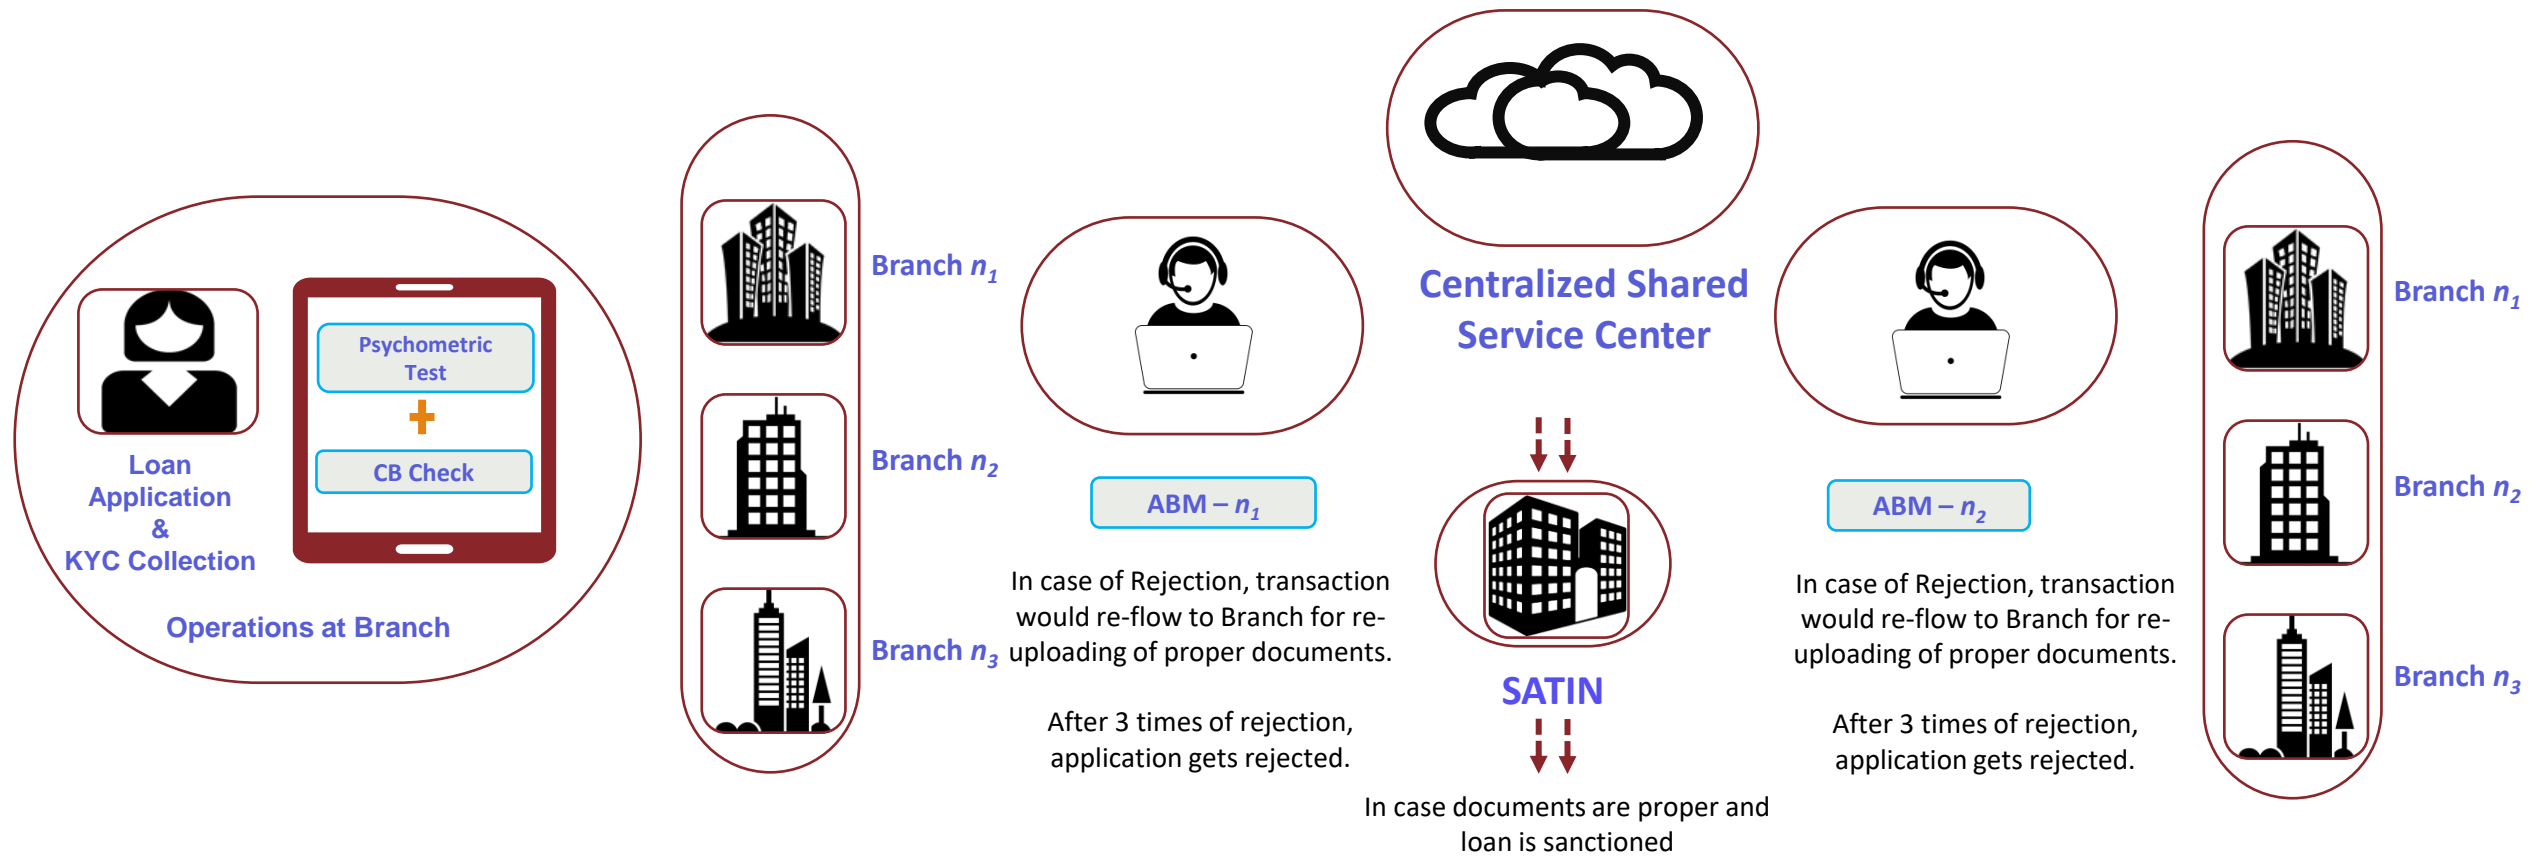 Psychometric
Test
CB Check
Loan
Application
&
KYC Collection
Operations at Branch
Branch n1
Branch n2
Branch n3
ABM – n1
In case of Rejection, transaction
would re-flow to Branch for re-
uploading of proper documents.
After 3 times of rejection,
application gets rejected.
Centralized Shared
Service Center
SATIN
In case documents are proper and
loan is sanctioned
ABM – n2
In case of Rejection, transaction
would re-flow to Branch for re-
uploading of proper documents.
After 3 times of rejection,
application gets rejected.
Branch n1
Branch n2
Branch n3